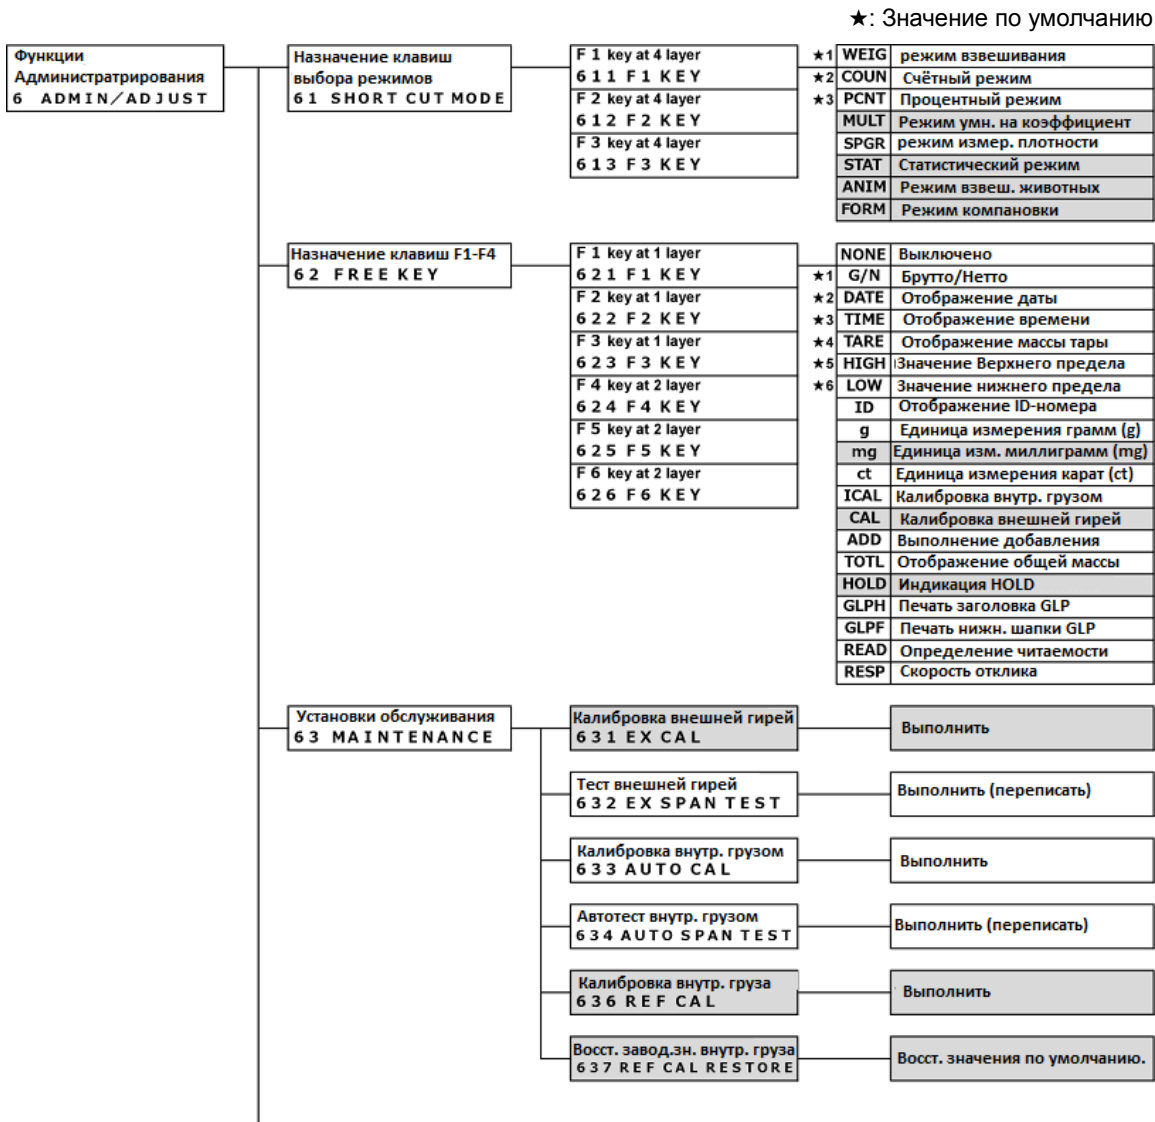 ★: Значение по умолчанию
Функции
Администратрирования
6 ADMIN/ADJUST
Назначение клавиш
выбора режимов
61 SHORT CUT MODE
F 1 key at 4 layer
611 F1 KEY
F 2 key at 4 layer
612 F2 KEY
F 3 key at 4 layer
613 F3 KEY
★1 WEIG режим взвешивания
★2 COUN Счётный режим
★3 PCNT Процентный режим
MULT Режим умн. на коэффициент
SPGR режим измер. плотности
STAT Статистический режим
ANIM Режим взвеш. животных
FORM Режим компановки
Назначение клавиш F1-F4
62 FREE KEY
F 1 key at 1 layer
621 F1 KEY
F 2 key at 1 layer
622 F2 KEY
F 3 key at 1 layer
623 F3 KEY
F 4 key at 2 layer
624 F4 KEY
F 5 key at 2 layer
625 F5 KEY
F 6 key at 2 layer
626 F6 KEY
NONE Выключено
★1 G/N Брутто/Нетто
★2 DATE Отображение даты
★3 TIME Отображение времени
★4 TARE Отображение массы тары
★5 HIGH Значение Верхнего предела
★6 LOW Значение нижнего предела
ID Отображение ID-номера
g Единица измерения грамм (g)
mg Единица изм. миллиграмм (mg)
ct Единица измерения карат (ct)
ICAL Калибровка внутр. грузом
CAL Калибровка внешней гирей
ADD Выполнение добавления
TOTL Отображение общей массы
HOLD Индикация HOLD
GLPH Печать заголовка GLP
GLPF Печать нижн. шапки GLP
READ Определение читаемости
RESP Скорость отклика
Установки обслуживания
63 MAINTENANCE
Калибровка внешней гирей
631 EX CAL
Выполнить
Тест внешней гирей
632 EX SPAN TEST
Выполнить (переписать)
Калибровка внутр. грузом
633 AUTO CAL
Выполнить
Автотест внутр. грузом
634 AUTO SPAN TEST
Выполнить (переписать)
Калибровка внутр. груза
636 REF CAL
Выполнить
Восст. завод.зн. внутр. груза
637 REF CAL RESTORE
Восст. значения по умолчанию.